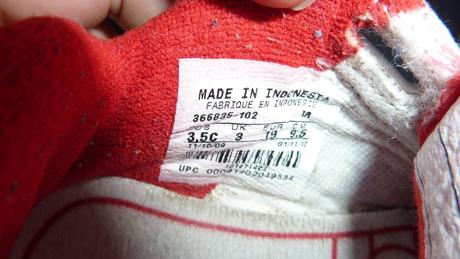 MADE IN INDONESIA
FABRIQUE EN INDONESIE
366835-102
US UK EUR CM
3.5C 3 19 9.5
11/10/09
UPC